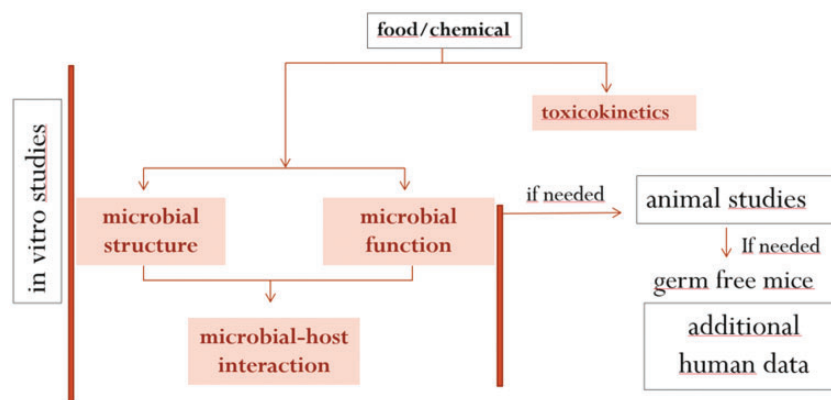 food/chemical
toxicokinetics
in vitro studies
microbial
structure
microbial
function
if needed
animal studies
If needed
germ free mice
additional
human data
microbial-host
interaction